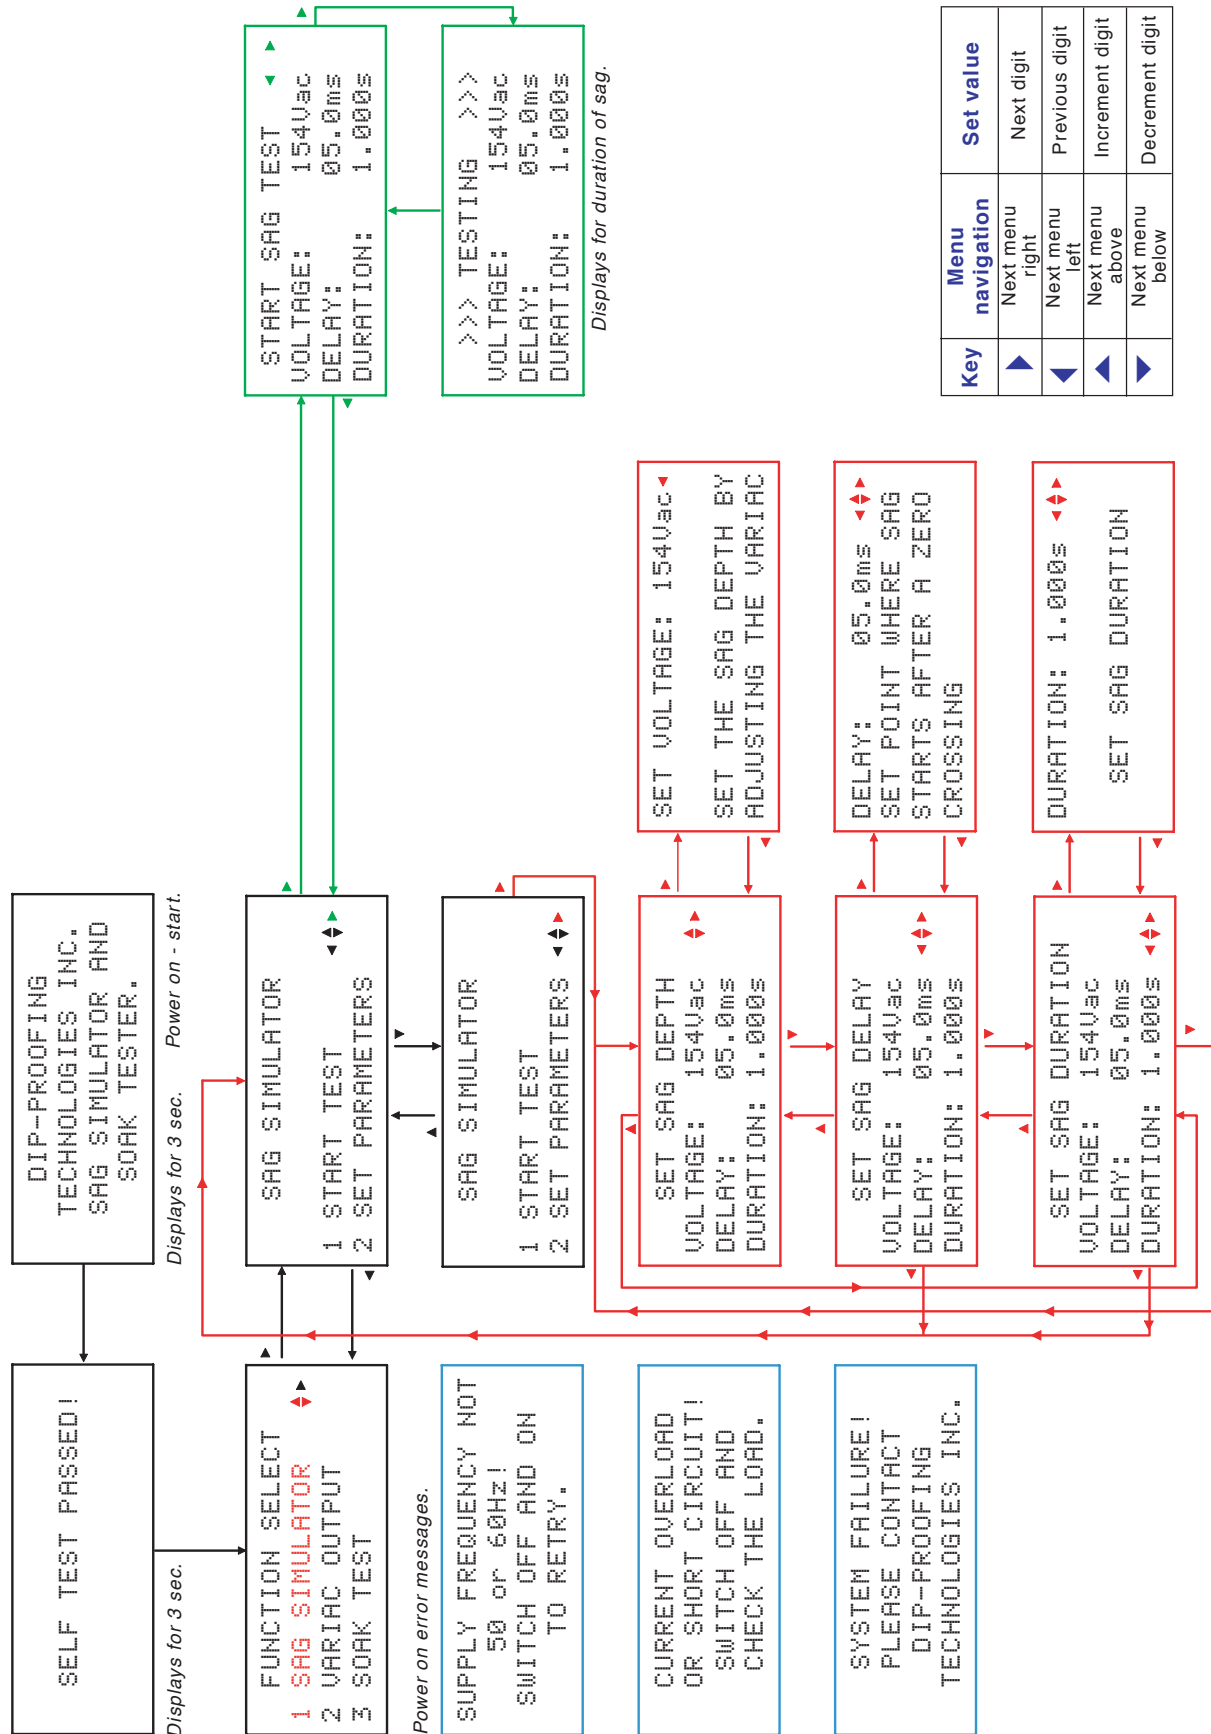 SELF TEST PASSED!
Displays for 3 sec.
DIP-PROOFING
TECHNOLOGIES INC.
SAG SIMULATOR AND
SOAK TESTER.
Displays for 3 sec.
Power on - start.
FUNCTION SELECT
1 SAG SIMULATOR
2 VARIAC OUTPUT
3 SOAK TEST
SAG SIMULATOR
1 START TEST
2 SET PARAMETERS
START SAG TEST
VOLTAGE: 154Vac
DELAY: 05.0ms
DURATION: 1.000s
Power on error messages.
SUPPLY FREQUENCY NOT
50 or 60Hz!
SWITCH OFF AND ON
TO RETRY.
SAG SIMULATOR
1 START TEST
2 SET PARAMETERS
>>> TESTING >>>
VOLTAGE: 154Vac
DELAY: 05.0ms
DURATION: 1.000s
Displays for duration of sag.
CURRENT OVERLOAD
OR SHORT CIRCUIT!
SWITCH OFF AND
CHECK THE LOAD.
SET SAG DEPTH
VOLTAGE: 154Vac
DELAY: 05.0ms
DURATION: 1.000s
SET VOLTAGE: 154Vac
SET THE SAG DEPTH BY
ADJUSTING THE VARIAC
SYSTEM FAILURE!
PLEASE CONTACT
DIP-PROOFING
TECHNOLOGIES INC.
SET SAG DELAY
VOLTAGE: 154Vac
DELAY: 05.0ms
DURATION: 1.000s
DELAY: 05.0ms
SET POINT WHERE SAG
STARTS AFTER A ZERO
CROSSING
SET SAG DURATION
VOLTAGE: 154Vac
DELAY: 05.0ms
DURATION: 1.000s
DURATION: 1.000s
SET SAG DURATION
Key Menu navigation Set value
Next menu right Next digit
Next menu left Previous digit
Next menu above Increment digit
Next menu below Decrement digit